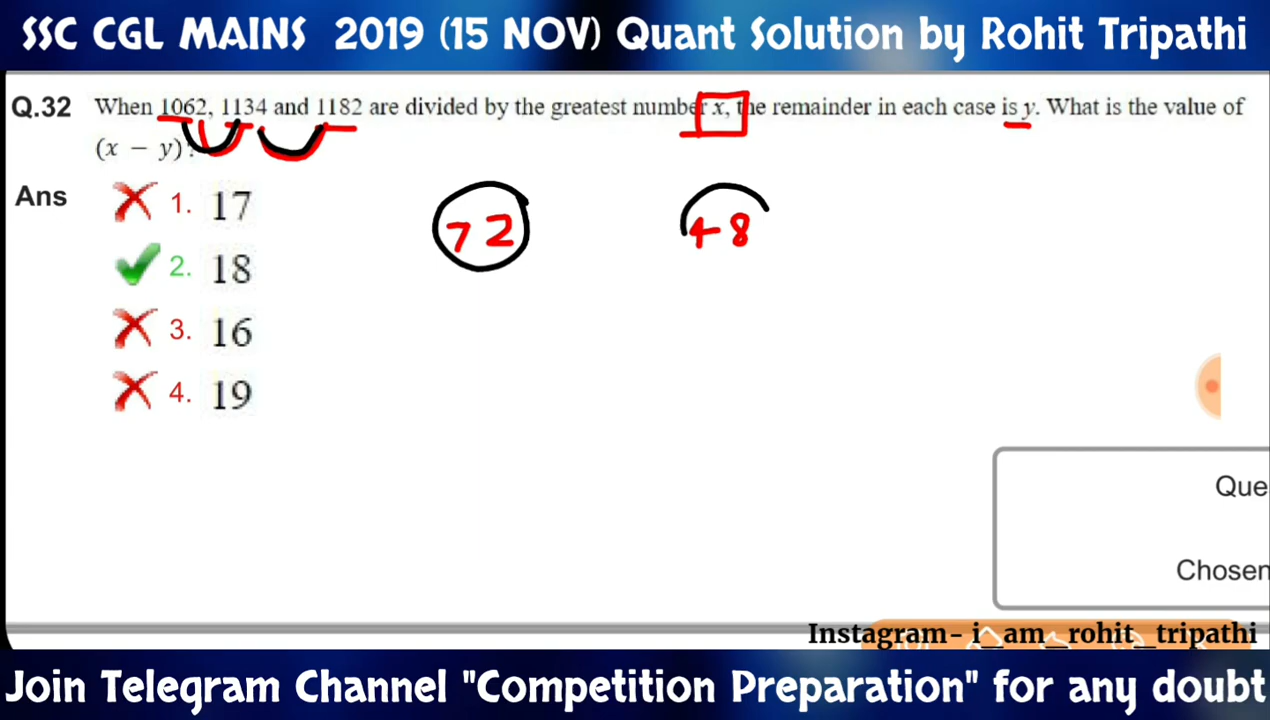 SSC CGL MAINS 2019 (15 NOV) Quant Solution by Rohit Tripathi
Q.32 When 1062, 1134 and 1182 are divided by the greatest number x, the remainder in each case is y. What is the value of
(x − y)?
Ans 1. 17
2. 18
3. 16
4. 19
72 48
Que
Chosen
Instagram- i_am_rohit_tripathi
Join Telegram Channel "Competition Preparation" for any doubt